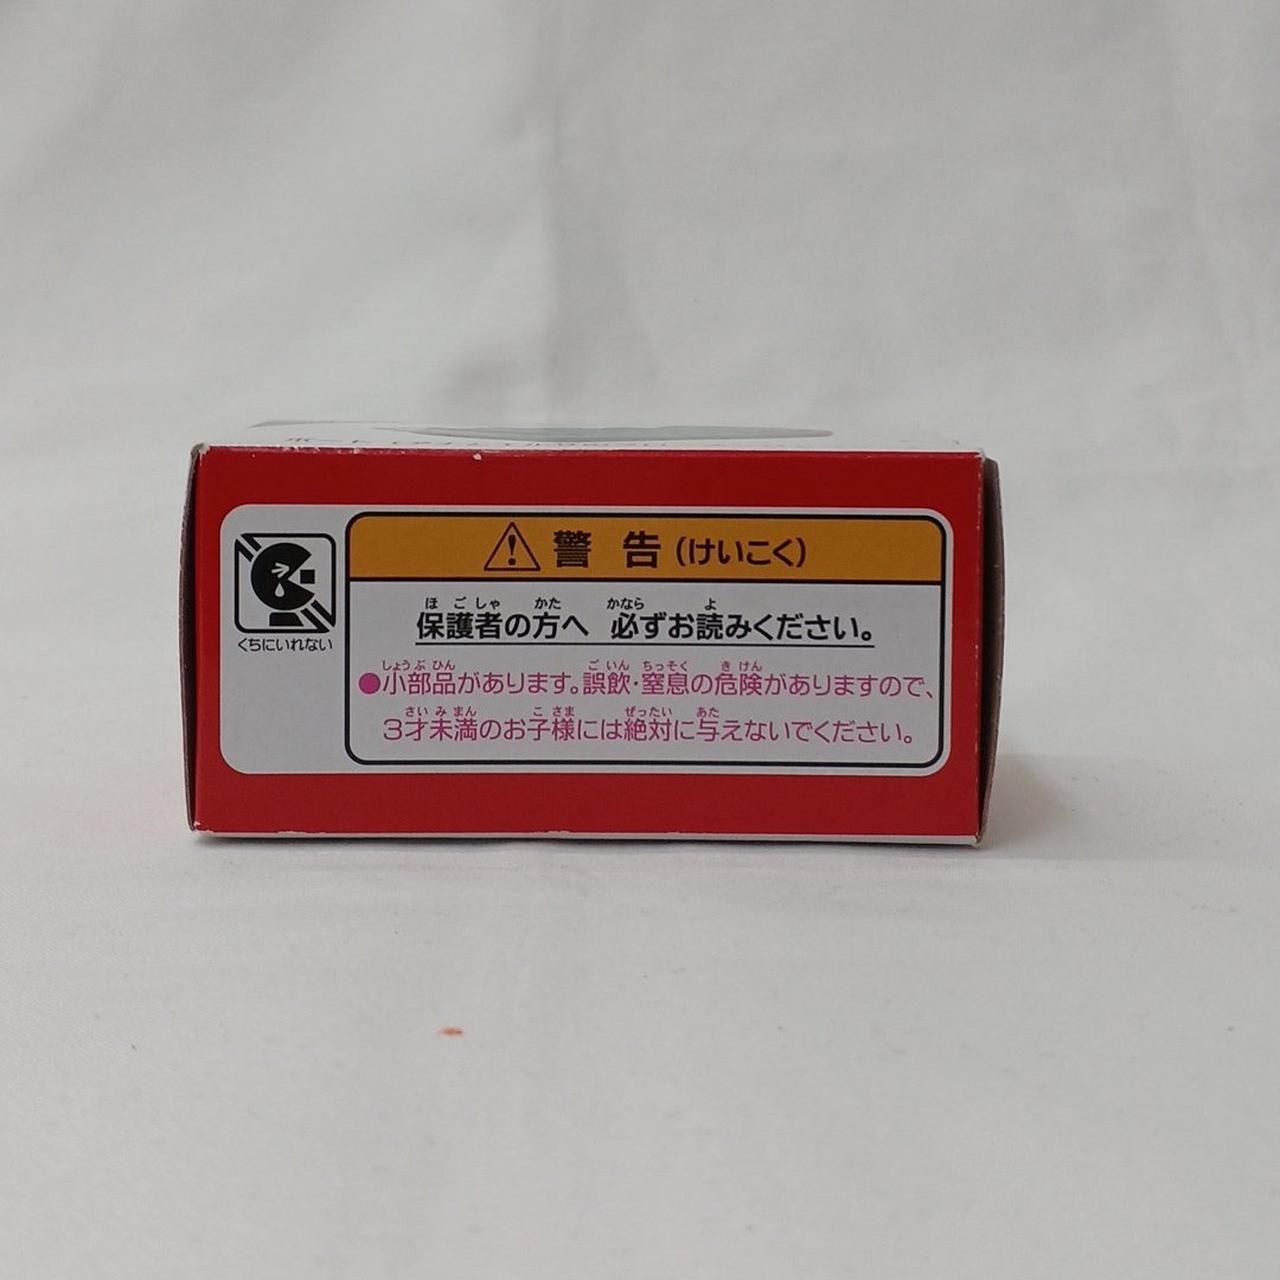 警告(けいこく)
くちにいれない
ほごしゃ かた かなら よ
保護者の方へ 必ずお読みください。
しょうぶひん ごいん ちっそく きけん
●小部品があります。誤飲・窒息の危険がありますので、
さいみまん こさま ぜったい あた
3才未満のお子様には絶対に与えないでください。